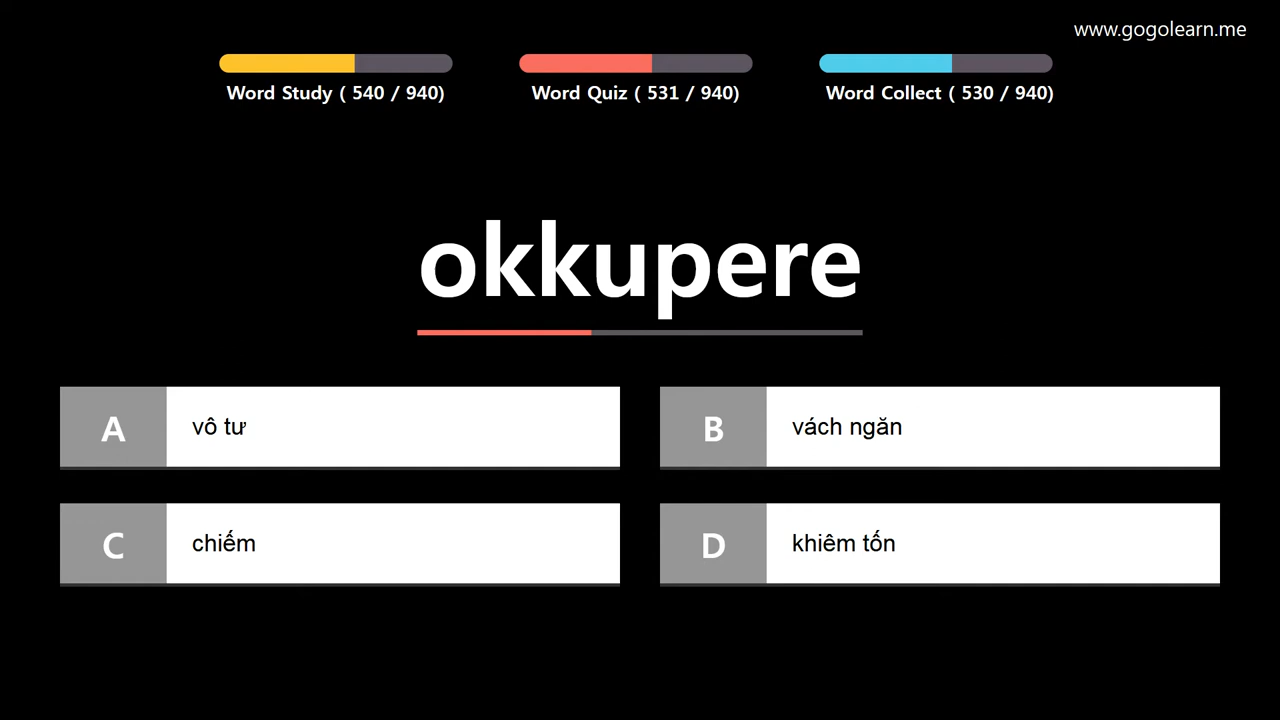 www.gogolearn.me
Word Study ( 540 / 940)
Word Quiz ( 531 / 940)
Word Collect ( 530 / 940)
okkupere
A vô tư
B vách ngăn
C chiếm
D khiêm tốn